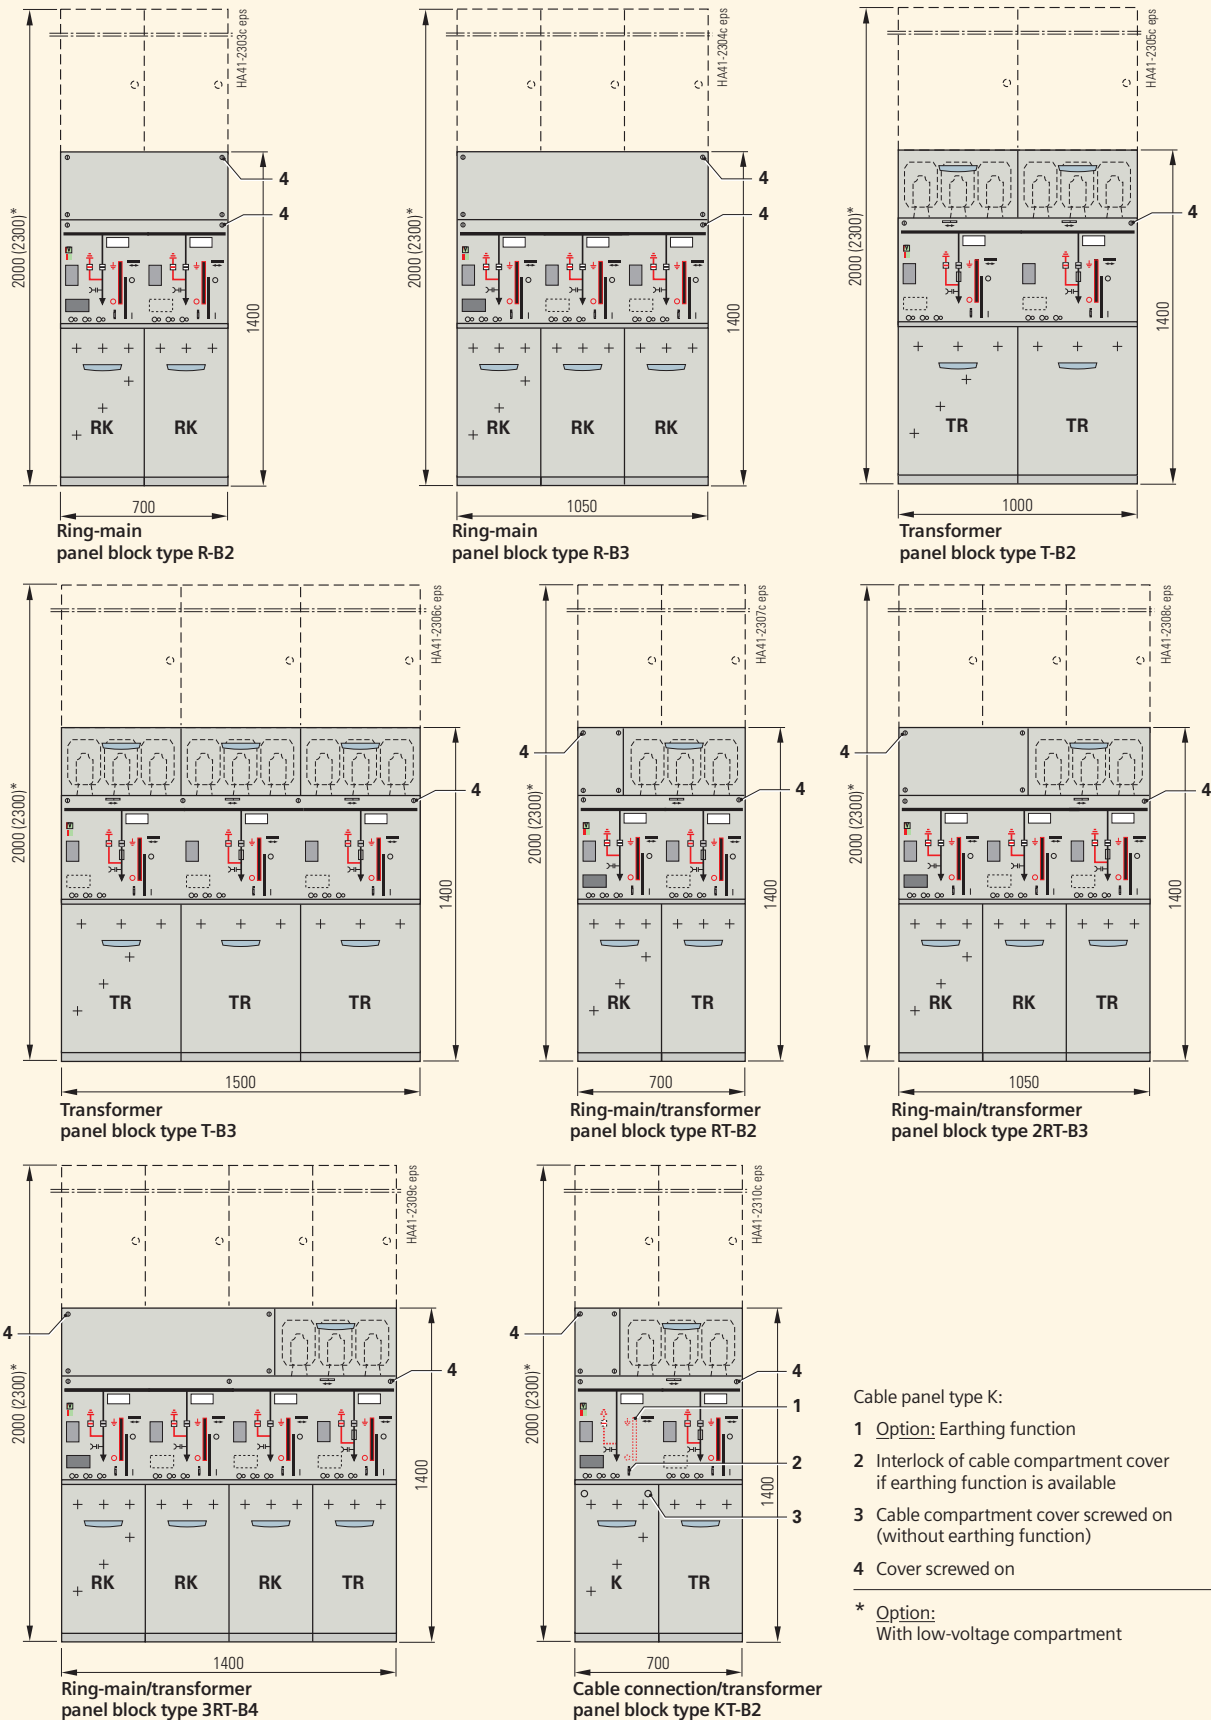 HA41-2303c eps
2000 (2300)*
4
4
1400
RK RK
700
Ring-main
panel block type R-B2
HA41-2304c eps
2000 (2300)*
4
4
1400
RK RK RK
1050
Ring-main
panel block type R-B3
HA41-2305c eps
2000 (2300)*
4
1400
TR TR
1000
Transformer
panel block type T-B2
HA41-2306c eps
2000 (2300)*
4
1400
TR TR TR
1500
Transformer
panel block type T-B3
HA41-2307c eps
4
2000 (2300)*
4
1400
RK TR
700
Ring-main/transformer
panel block type RT-B2
HA41-2308c eps
4
2000 (2300)*
4
1400
RK RK TR
1050
Ring-main/transformer
panel block type 2RT-B3
HA41-2309c eps
4
2000 (2300)*
4
1400
RK RK RK TR
1400
Ring-main/transformer
panel block type 3RT-B4
HA41-2310c eps
4
2000 (2300)*
4
1
2
1400
3
K TR
700
Cable connection/transformer
panel block type KT-B2
Cable panel type K:
1 Option: Earthing function
2 Interlock of cable compartment cover
if earthing function is available
3 Cable compartment cover screwed on
(without earthing function)
4 Cover screwed on
* Option:
With low-voltage compartment